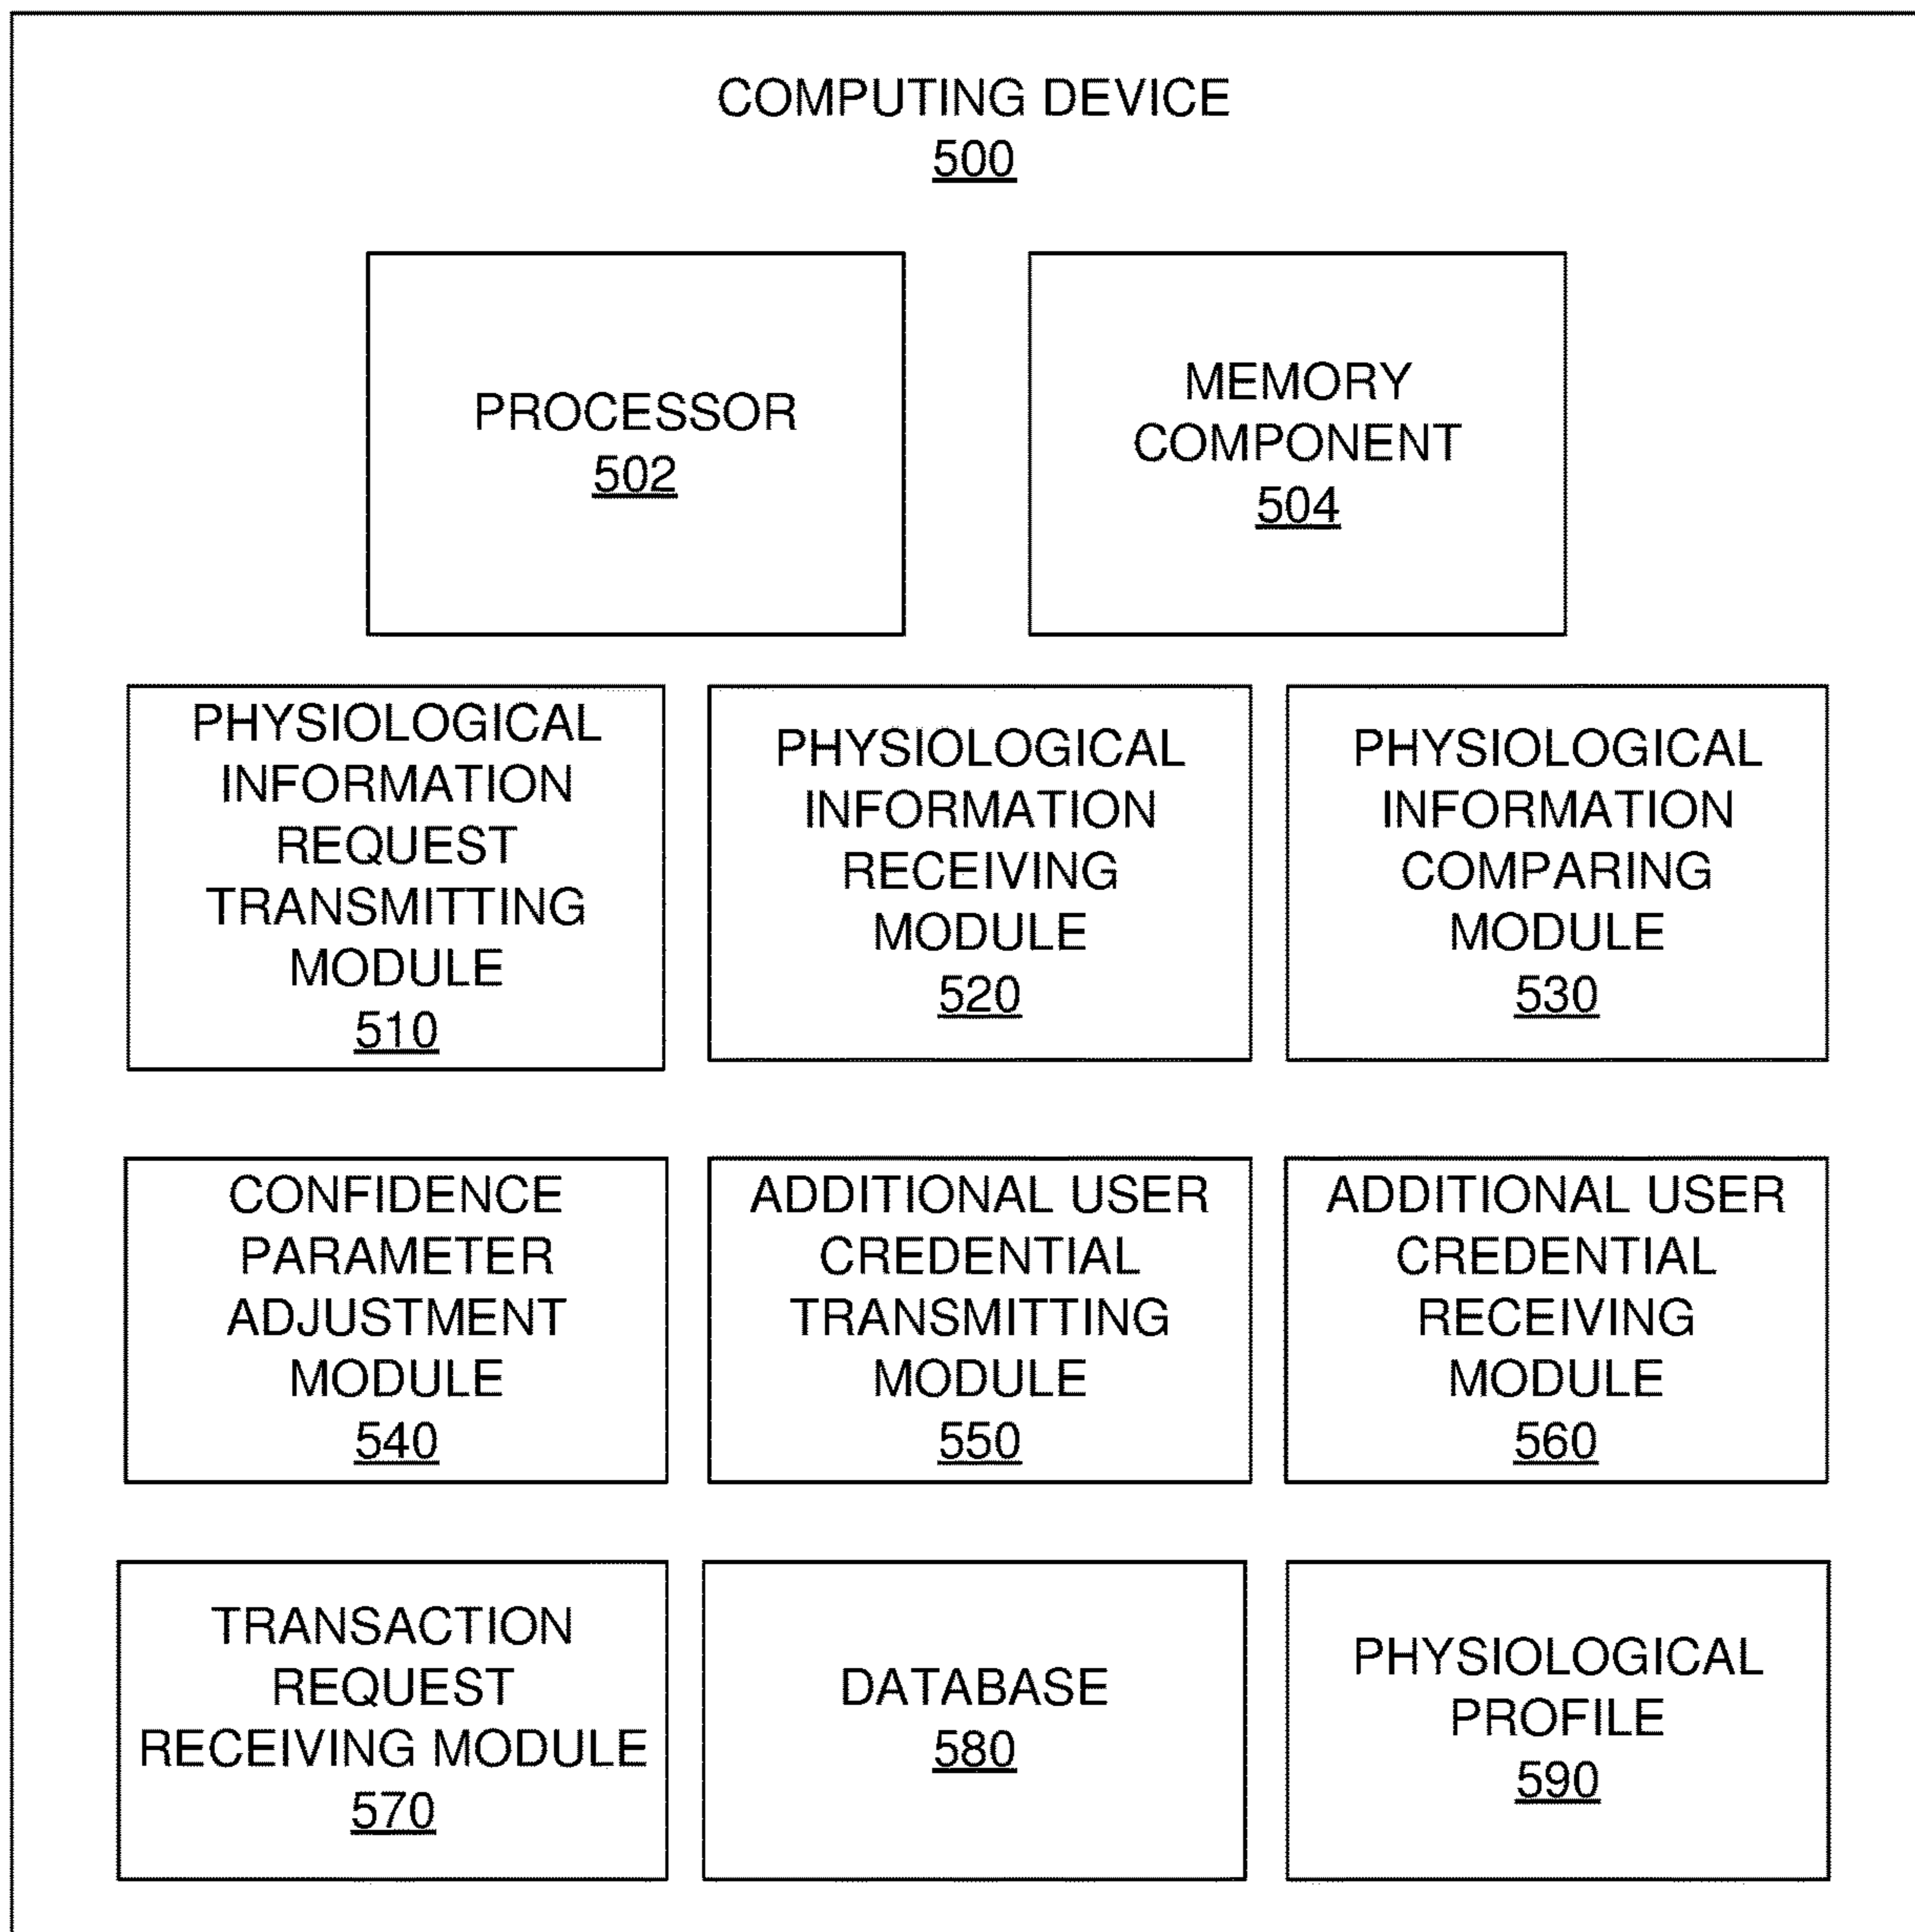 COMPUTING DEVICE
500
PROCESSOR
502
MEMORY
COMPONENT
504
PHYSIOLOGICAL
INFORMATION
REQUEST
TRANSMITTING
MODULE
510
PHYSIOLOGICAL
INFORMATION
RECEIVING
MODULE
520
PHYSIOLOGICAL
INFORMATION
COMPARING
MODULE
530
CONFIDENCE
PARAMETER
ADJUSTMENT
MODULE
540
ADDITIONAL USER
CREDENTIAL
TRANSMITTING
MODULE
550
ADDITIONAL USER
CREDENTIAL
RECEIVING
MODULE
560
TRANSACTION
REQUEST
RECEIVING MODULE
570
DATABASE
580
PHYSIOLOGICAL
PROFILE
590